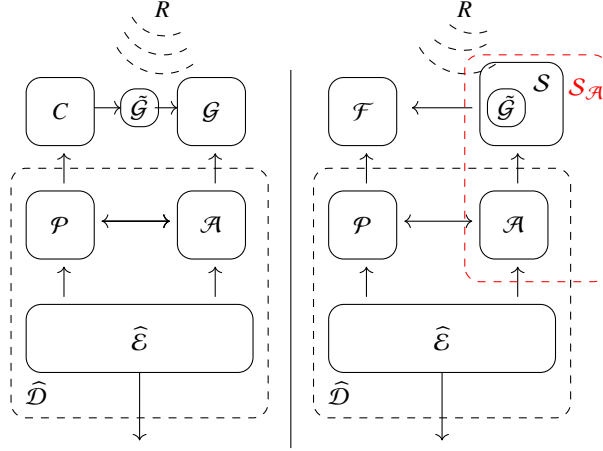 R R
C G̃ 𝒢 ℱ G̃ 𝒮 𝒮_𝒜
𝒫 𝒜 𝒫 𝒜
ℰ̂ ℰ̂
𝒟̂ 𝒟̂